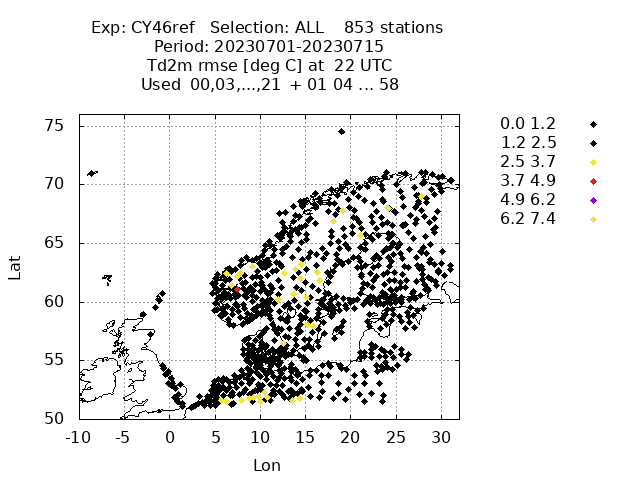 Exp: CY46ref   Selection: ALL    853 stations
Period: 20230701-20230715
Td2m rmse [deg C] at  22 UTC
Used  00,03,...,21  + 01 04 ... 58
75
70
65
60
55
50
Lat
-10 -5 0 5 10 15 20 25 30
Lon
0.0 1.2
1.2 2.5
2.5 3.7
3.7 4.9
4.9 6.2
6.2 7.4